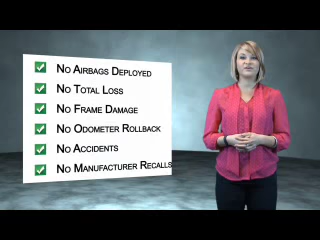 No Airbags Deployed
No Total Loss
No Frame Damage
No Odometer Rollback
No Accidents
No Manufacturer Recalls